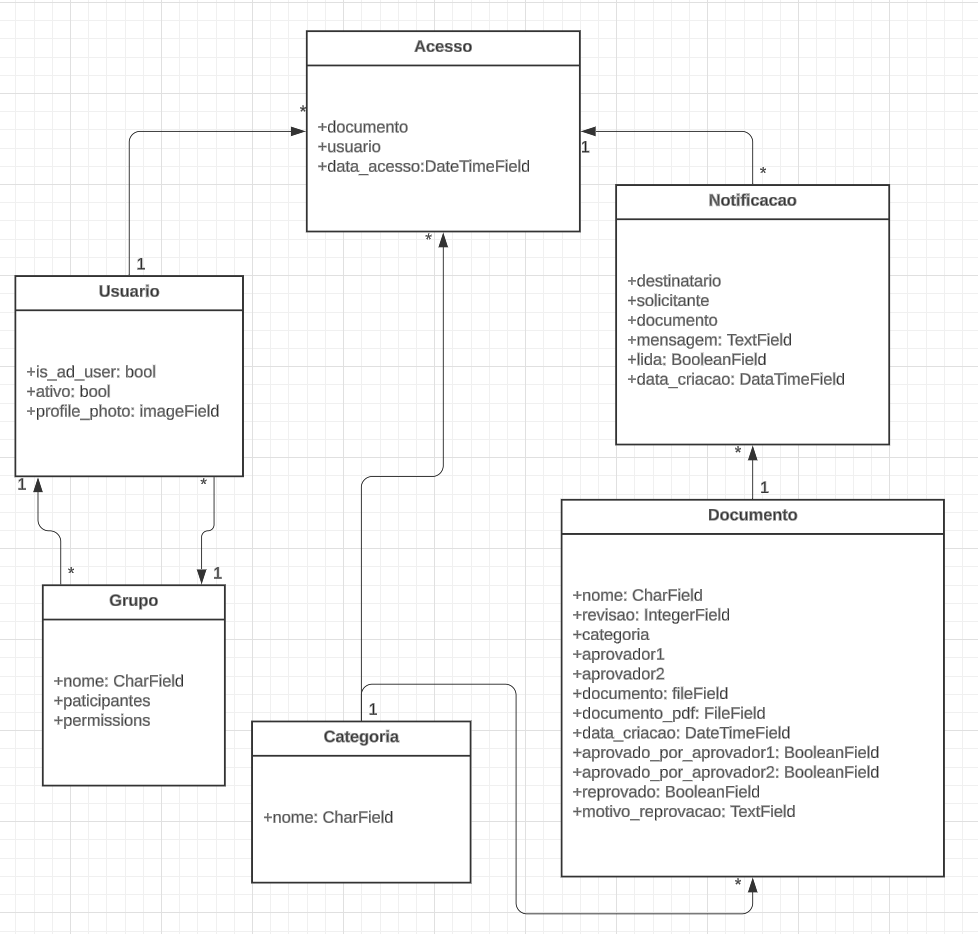 Acesso
*
+documento
+usuario
+data_acesso:DateTimeField
1
*
*
Notificacao
+destinatario
+solicitante
+documento
+mensagem: TextField
+lida: BooleanField
+data_criacao: DataTimeField
1
Usuario
+is_ad_user: bool
+ativo: bool
+profile_photo: imageField
1
*
*
1
Grupo
+nome: CharField
+paticipantes
+permissions
*
1
Documento
+nome: CharField
+revisao: IntegerField
+categoria
+aprovador1
+aprovador2
+documento: fileField
+documento_pdf: FileField
+data_criacao: DateTimeField
+aprovado_por_aprovador1: BooleanField
+aprovado_por_aprovador2: BooleanField
+reprovado: BooleanField
+motivo_reprovacao: TextField
1
Categoria
+nome: CharField
*